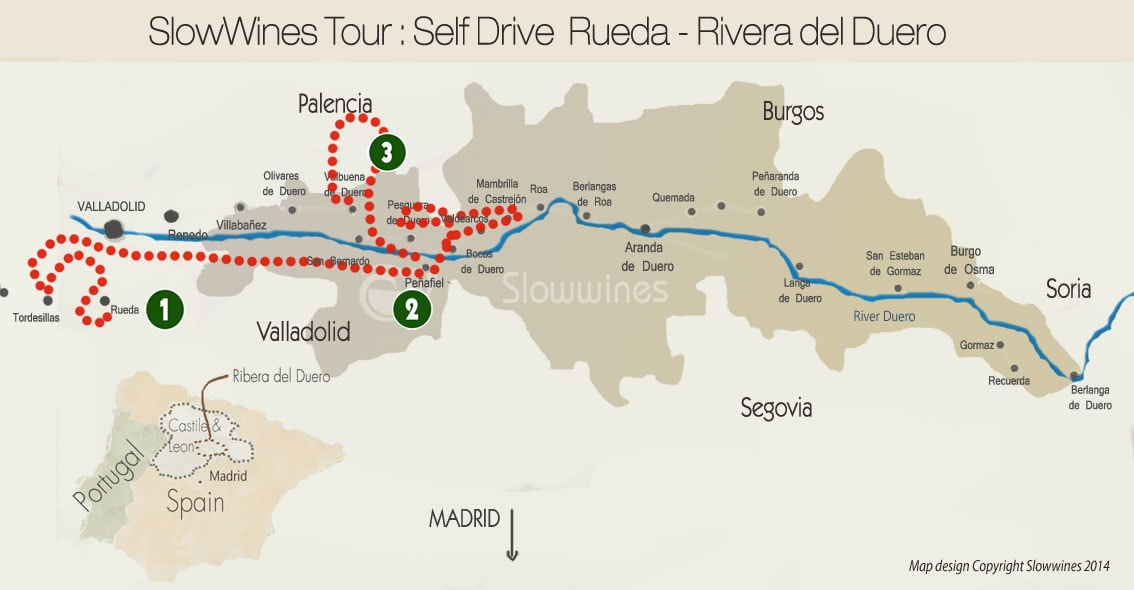 SlowWines Tour : Self Drive Rueda - Rivera del Duero
Palencia
Burgos
3
Olivares
de Duero
Valbuena
de Duero
Mambrilla
de Castrejón
Roa
Berlangas
de Roa
Quemada
Peñaranda
de Duero
VALLADOLID
Renedo
Villabañez
Pesquera
de Duero
Valdearcos
San Bernardo
Bocos
de Duero
Aranda
de Duero
San Esteban
de Gormaz
Burgo
de Osma
Soria
Langa
de Duero
River Duero
Peñafiel
Slowwines
Tordesillas
Rueda
1
2
Valladolid
Gormaz
Recuerda
Berlanga
de Duero
Segovia
Ribera del Duero
Castile &
Leon
Madrid
Portugal
Spain
MADRID
Map design Copyright Slowwines 2014